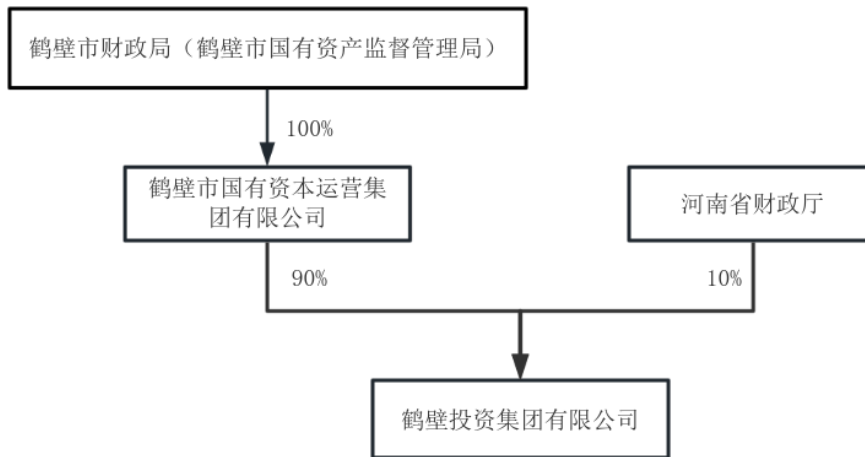 鹤壁市财政局（鹤壁市国有资产监督管理局）
100%
鹤壁市国有资本运营集
团有限公司
河南省财政厅
90%
10%
鹤壁投资集团有限公司